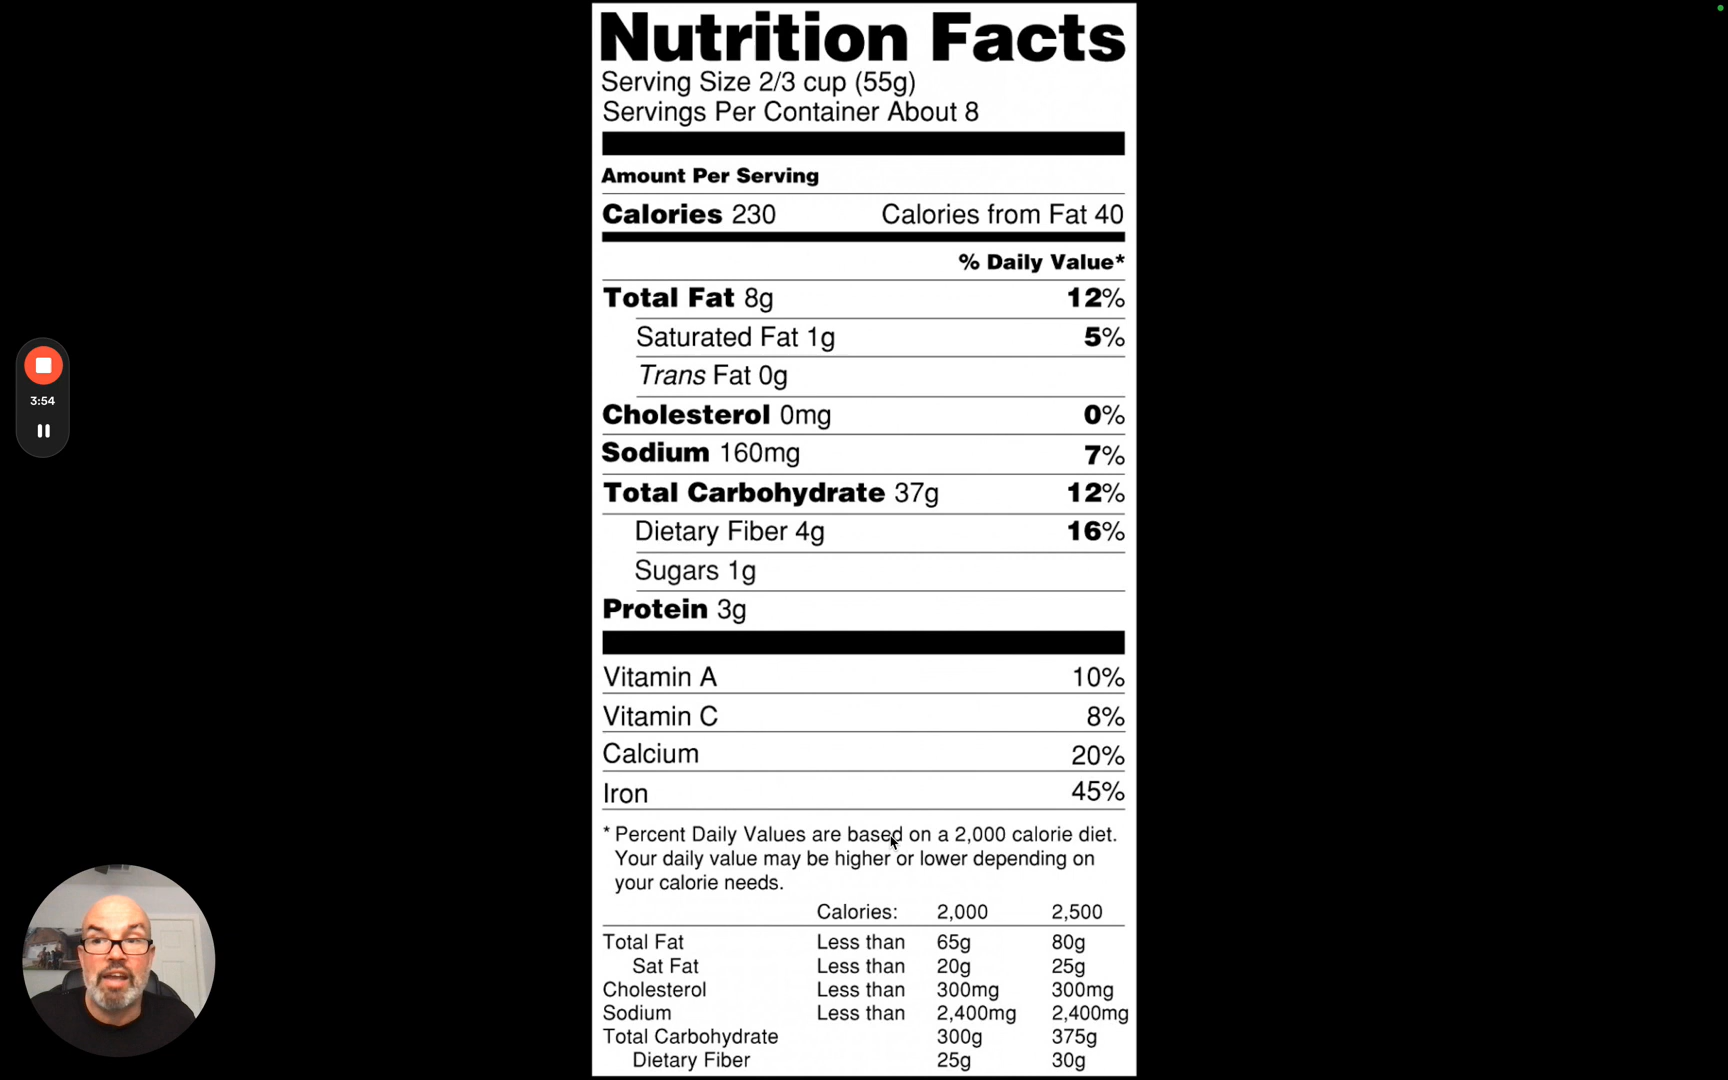 Nutrition Facts
Serving Size 2/3 cup (55g)
Servings Per Container About 8
Amount Per Serving
Calories 230 Calories from Fat 40
% Daily Value*
Total Fat 8g 12%
Saturated Fat 1g 5%
Trans Fat 0g
Cholesterol 0mg 0%
Sodium 160mg 7%
Total Carbohydrate 37g 12%
Dietary Fiber 4g 16%
Sugars 1g
Protein 3g
Vitamin A 10%
Vitamin C 8%
Calcium 20%
Iron 45%
* Percent Daily Values are based on a 2,000 calorie diet.
Your daily value may be higher or lower depending on
your calorie needs.
Calories: 2,000 2,500
Total Fat Less than 65g 80g
Sat Fat Less than 20g 25g
Cholesterol Less than 300mg 300mg
Sodium Less than 2,400mg 2,400mg
Total Carbohydrate 300g 375g
Dietary Fiber 25g 30g
3:54